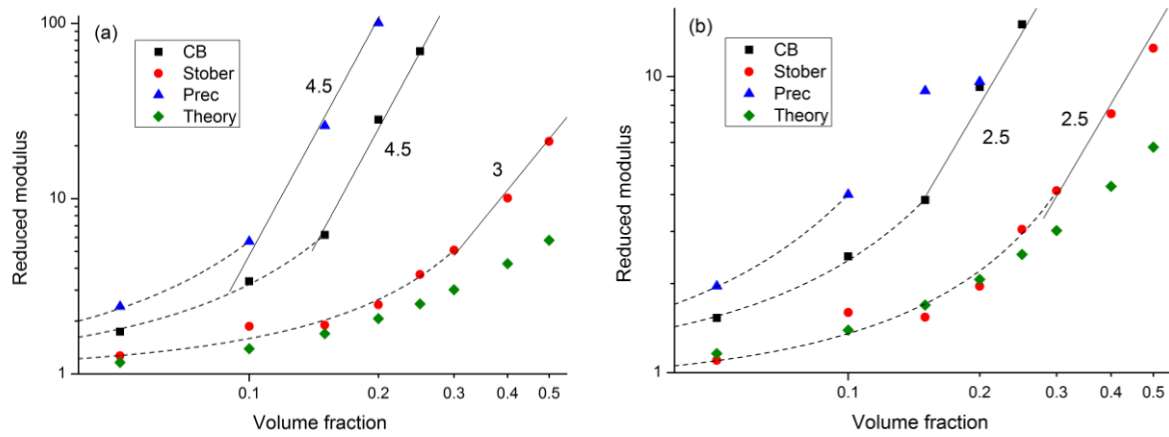 (a)
CB
Stober
Prec
Theory
4.5
4.5
3
100
10
1
Reduced modulus
0.1
0.2
0.3
0.4
0.5
Volume fraction
(b)
CB
Stober
Prec
Theory
2.5
2.5
10
1
Reduced modulus
0.1
0.2
0.3
0.4
0.5
Volume fraction